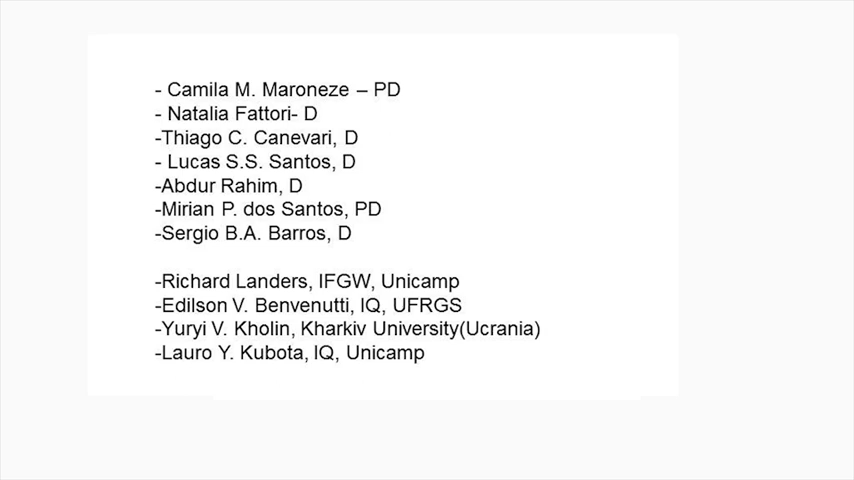 - Camila M. Maroneze – PD
- Natalia Fattori- D
-Thiago C. Canevari, D
- Lucas S.S. Santos, D
-Abdur Rahim, D
-Mirian P. dos Santos, PD
-Sergio B.A. Barros, D
-Richard Landers, IFGW, Unicamp
-Edilson V. Benvenutti, IQ, UFRGS
-Yuryi V. Kholin, Kharkiv University(Ucrania)
-Lauro Y. Kubota, IQ, Unicamp